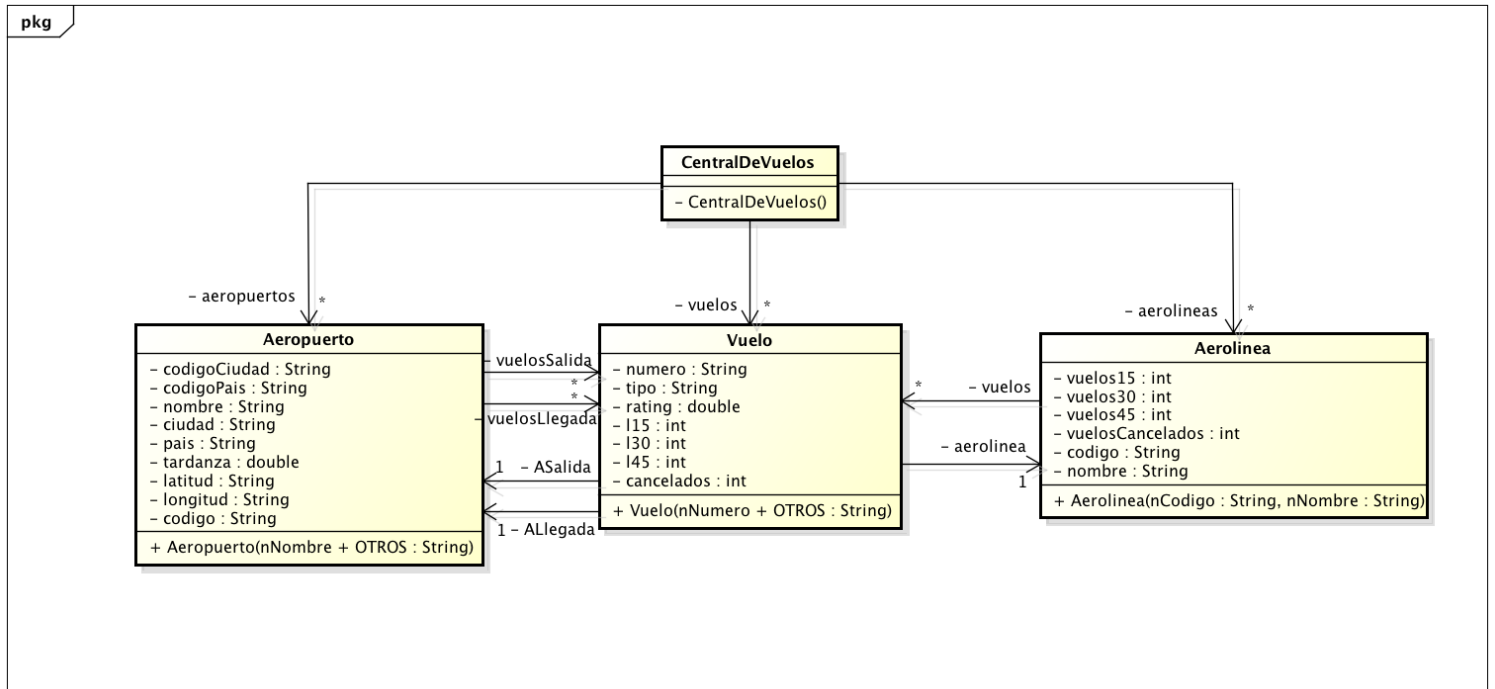 pkg
CentralDeVuelos
- CentralDeVuelos()
- aeropuertos
*
- vuelos
*
- aerolineas
*
Aeropuerto
- codigoCiudad : String
- codigoPais : String
- nombre : String
- ciudad : String
- pais : String
- tardanza : double
- latitud : String
- longitud : String
- codigo : String
+ Aeropuerto(nNombre + OTROS : String)
- vuelosSalida
*
*
- vuelosLlegada
1 - ASalida
1 - ALlegada
Vuelo
- numero : String
- tipo : String
- rating : double
- l15 : int
- l30 : int
- l45 : int
- cancelados : int
+ Vuelo(nNumero + OTROS : String)
* - vuelos
- aerolinea
1
Aerolinea
- vuelos15 : int
- vuelos30 : int
- vuelos45 : int
- vuelosCancelados : int
- codigo : String
- nombre : String
+ Aerolinea(nCodigo : String, nNombre : String)